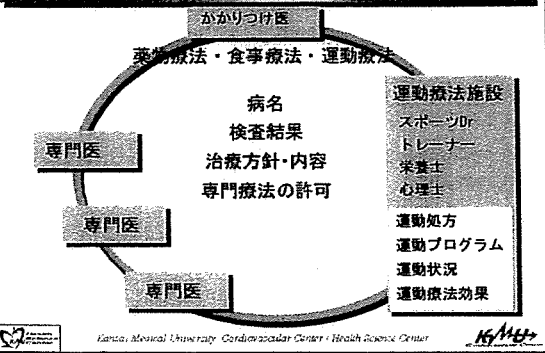 かかりつけ医
薬物療法・食事療法・運動療法
病名
検査結果
治療方針・内容
専門療法の許可
専門医
専門医
専門医
運動療法施設
スポーツDr
トレーナー
栄養士
心理士
運動処方
運動プログラム
運動状況
運動療法効果
Kansai Medical University Cardiovascular Center / Health Science Center
KMU